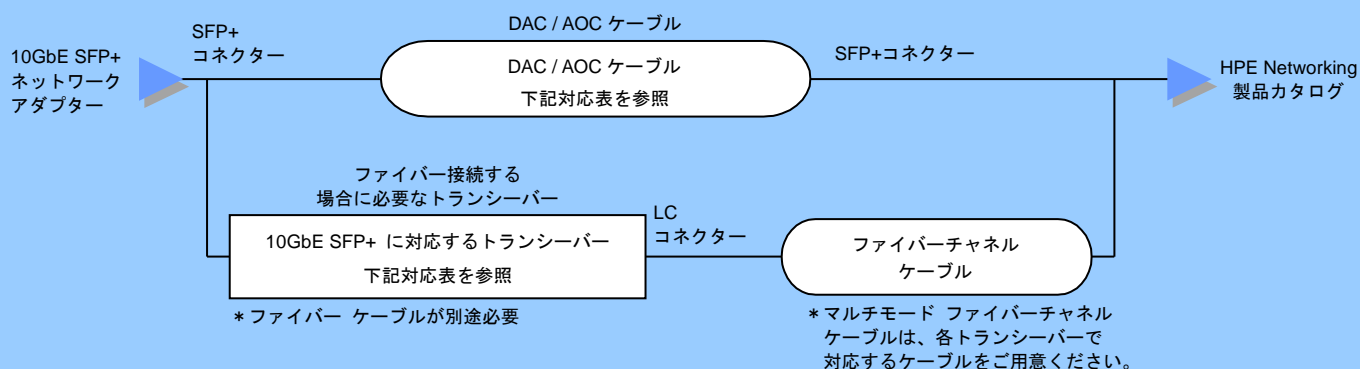 10GbE SFP+
ネットワーク
アダプター
SFP+
コネクター
DAC / AOC ケーブル
DAC / AOC ケーブル
下記対応表を参照
SFP+コネクター
HPE Networking
製品カタログ
ファイバー接続する
場合に必要なトランシーバー
10GbE SFP+ に対応するトランシーバー
下記対応表を参照
＊ファイバー ケーブルが別途必要
LC
コネクター
ファイバーチャネル
ケーブル
＊マルチモード ファイバーチャネル
ケーブルは、各トランシーバーで
対応するケーブルをご用意ください。